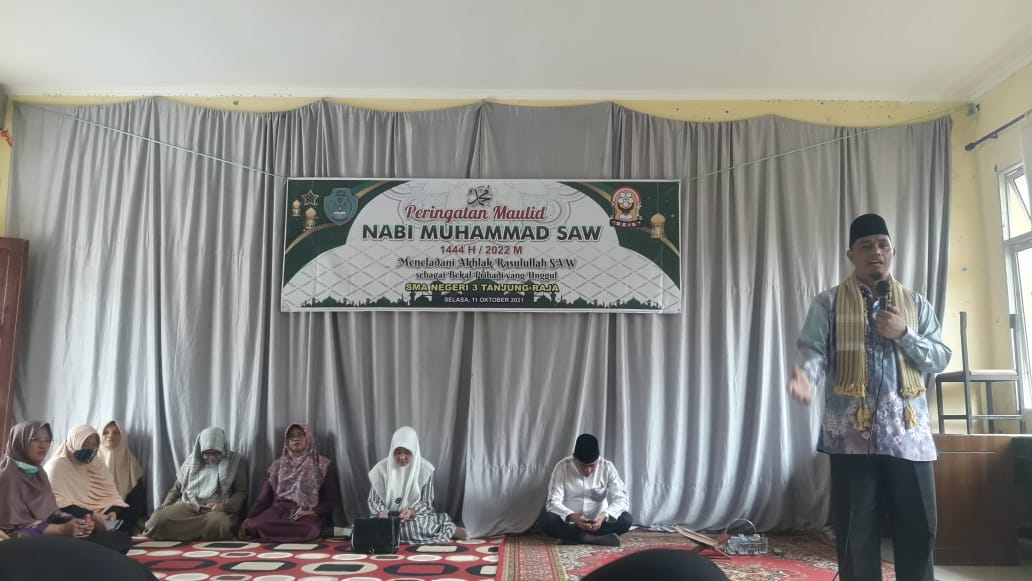 محمد
Peringatan Maulid
NABI MUHAMMAD SAW
1444 H / 2022 M
Meneladani Akhlak Rasulullah SAW
sebagai Bekal Pribadi yang Unggul
SMA NEGERI 3 TANJUNG RAJA
SELASA, 11 OKTOBER 2021